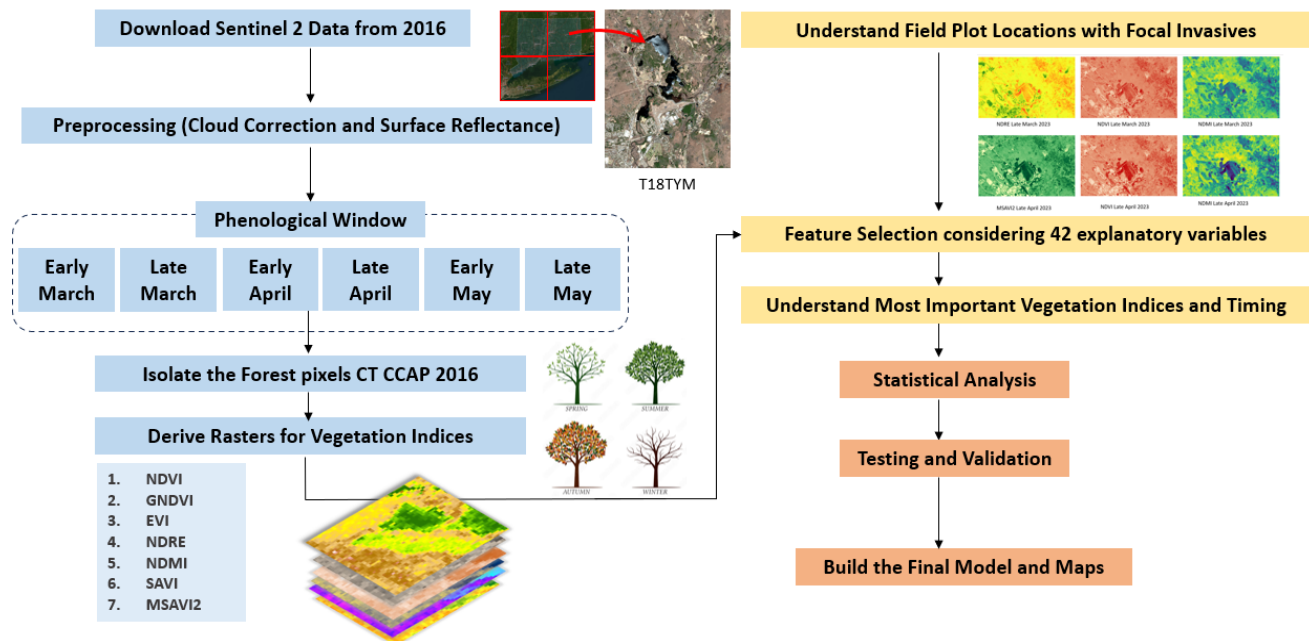 Download Sentinel 2 Data from 2016
Preprocessing (Cloud Correction and Surface Reflectance)
T18TYM
Phenological Window
Early March
Late March
Early April
Late April
Early May
Late May
Isolate the Forest pixels CT CCAP 2016
Derive Rasters for Vegetation Indices
1. NDVI
2. GNDVI
3. EVI
4. NDRE
5. NDMI
6. SAVI
7. MSAVI2
SPRING
SUMMER
AUTUMN
WINTER
Understand Field Plot Locations with Focal Invasives
NDRE Late March 2023
NDVI Late March 2023
NDMI Late March 2023
MSAVI2 Late April 2023
NDVI Late April 2023
NDMI Late April 2023
Feature Selection considering 42 explanatory variables
Understand Most Important Vegetation Indices and Timing
Statistical Analysis
Testing and Validation
Build the Final Model and Maps